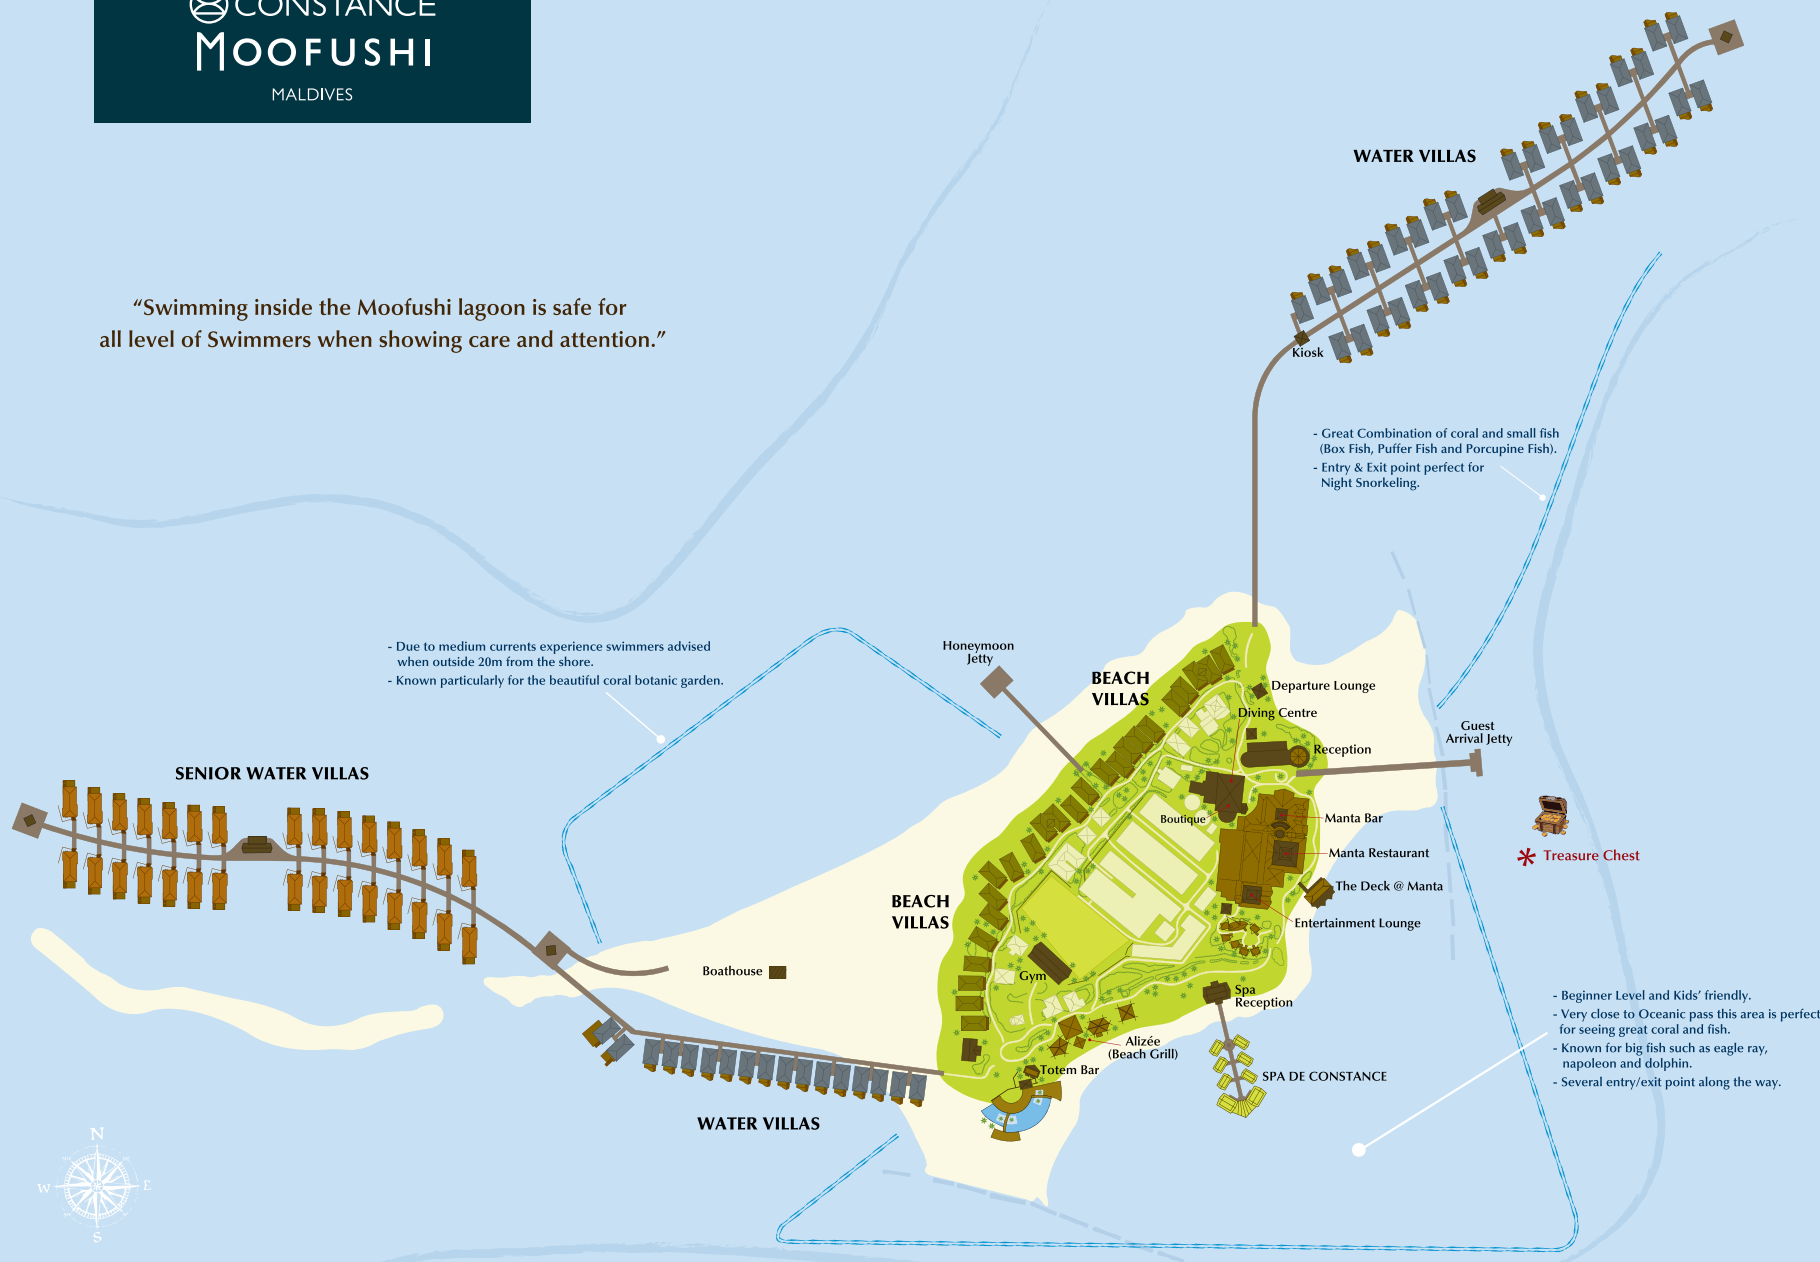 CONSTANCE
MOOFUSHI
MALDIVES
WATER VILLAS
“Swimming inside the Moofushi lagoon is safe for
all level of Swimmers when showing care and attention.”
Kiosk
- Great Combination of coral and small fish
(Box Fish, Puffer Fish and Porcupine Fish).
- Entry & Exit point perfect for
Night Snorkeling.
- Due to medium currents experience swimmers advised
when outside 20m from the shore.
- Known particularly for the beautiful coral botanic garden.
Honeymoon
Jetty
BEACH
VILLAS
Departure Lounge
Diving Centre
Guest
Arrival Jetty
Reception
SENIOR WATER VILLAS
Boutique
Manta Bar
Manta Restaurant
Treasure Chest
The Deck @ Manta
BEACH
VILLAS
Entertainment Lounge
Boathouse
Gym
Spa
Reception
- Beginner Level and Kids’ friendly.
- Very close to Oceanic pass this area is perfect
for seeing great coral and fish.
- Known for big fish such as eagle ray,
napoleon and dolphin.
- Several entry/exit point along the way.
Alizée
(Beach Grill)
Totem Bar
SPA DE CONSTANCE
WATER VILLAS
N
W
E
S